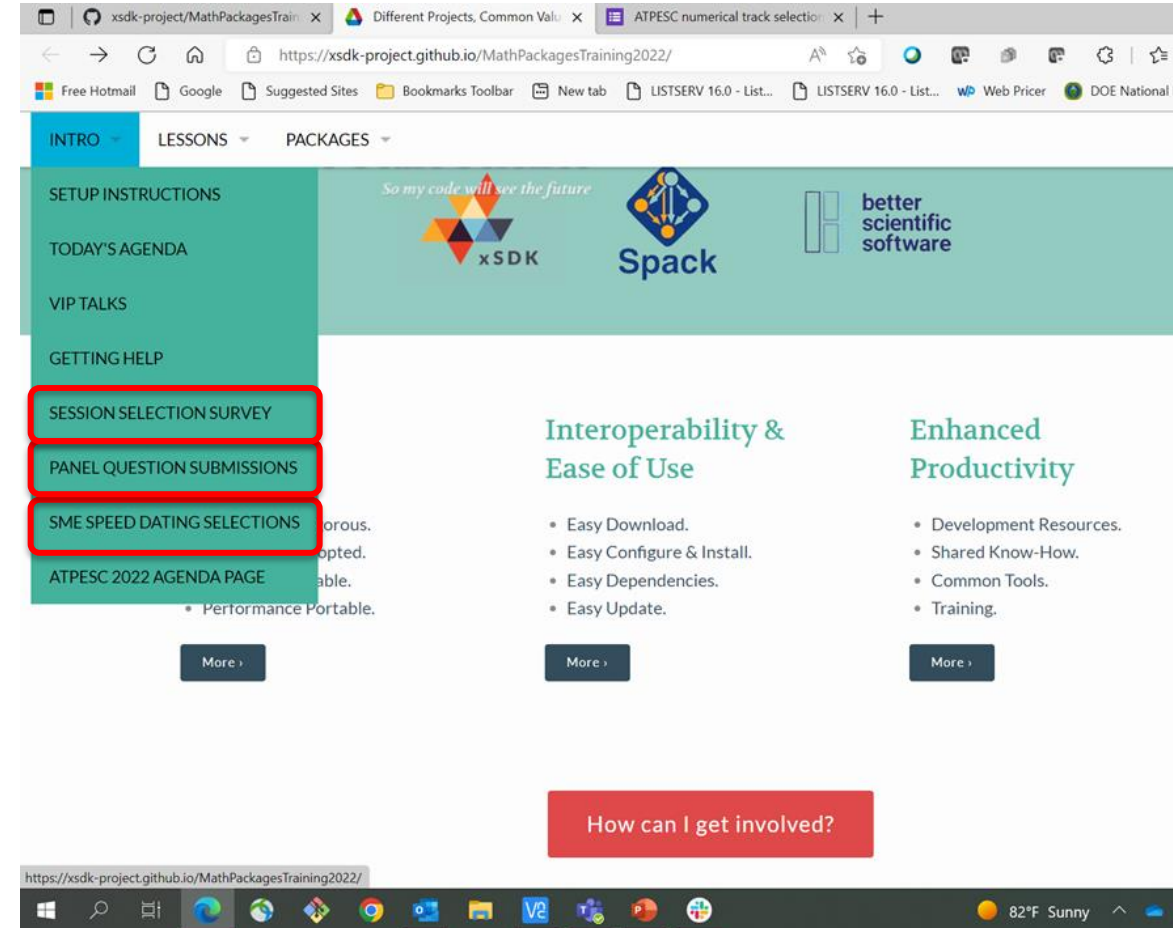 xsdk-project/MathPackagesTrain
Different Projects, Common Valu
ATPESC numerical track selection
https://xsdk-project.github.io/MathPackagesTraining2022/
Free Hotmail
Google
Suggested Sites
Bookmarks Toolbar
New tab
LISTSERV 16.0 - List...
LISTSERV 16.0 - List...
Web Pricer
DOE National
INTRO
LESSONS
PACKAGES
SETUP INSTRUCTIONS
TODAY'S AGENDA
VIP TALKS
GETTING HELP
SESSION SELECTION SURVEY
PANEL QUESTION SUBMISSIONS
SME SPEED DATING SELECTIONS
ATPESC 2022 AGENDA PAGE
So my code will see the future
xSDK
Spack
better
scientific
software
orous.
opted.
able.
Performance Portable.
More ›
Interoperability &
Ease of Use
Easy Download.
Easy Configure & Install.
Easy Dependencies.
Easy Update.
More ›
Enhanced
Productivity
Development Resources.
Shared Know-How.
Common Tools.
Training.
More ›
How can I get involved?
https://xsdk-project.github.io/MathPackagesTraining2022/
82°F Sunny